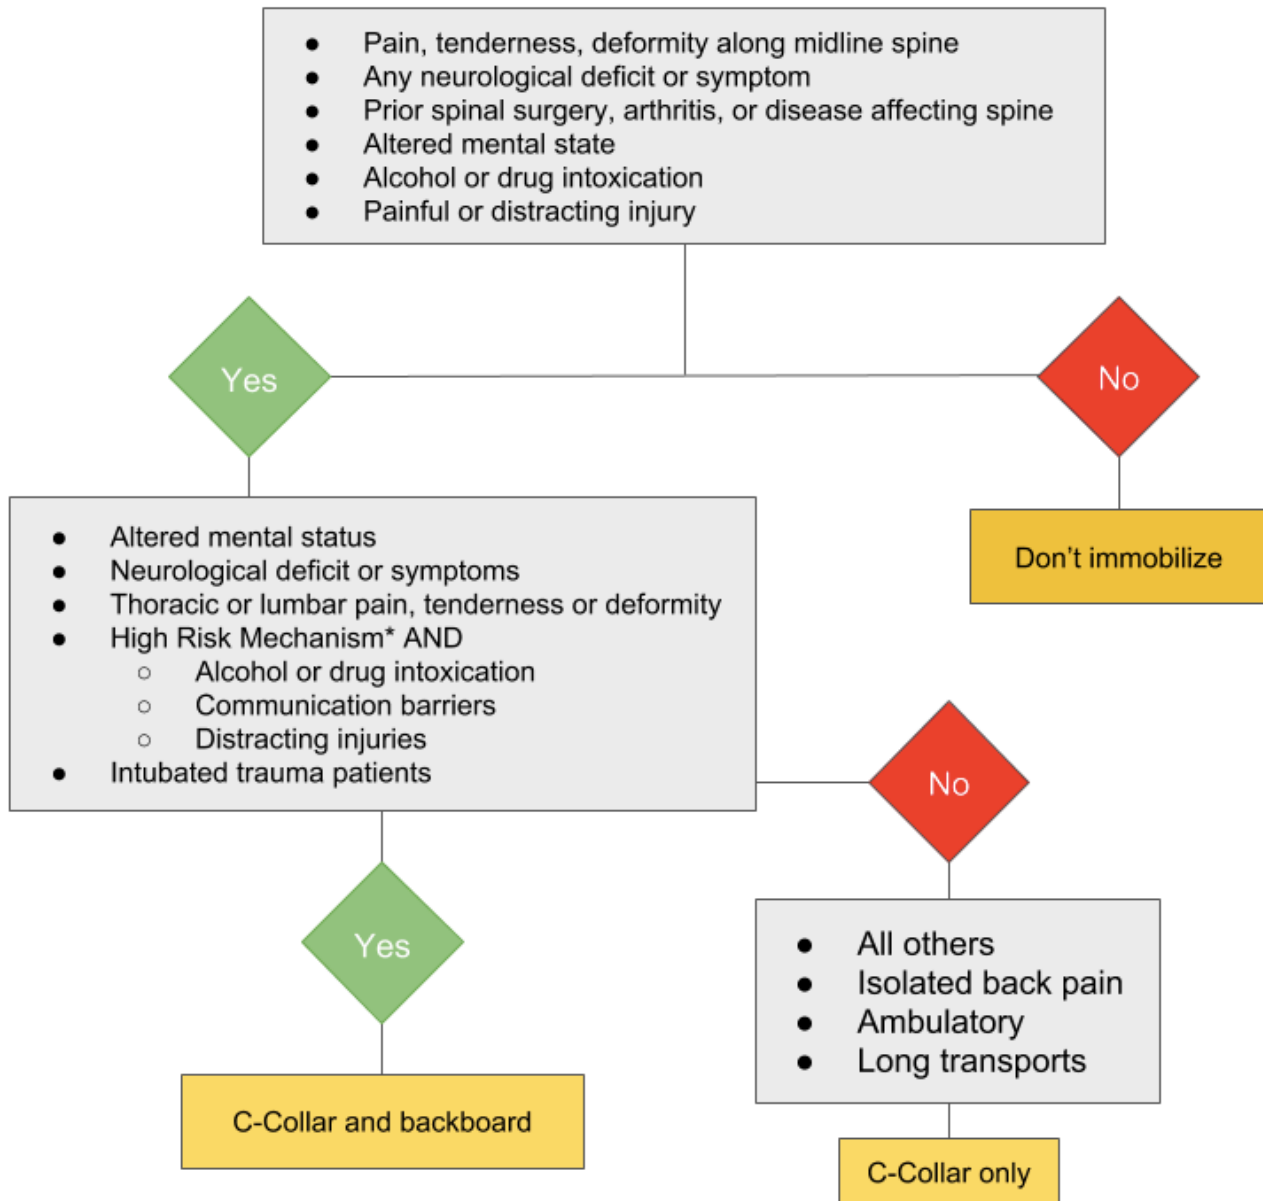 ● Pain, tenderness, deformity along midline spine
● Any neurological deficit or symptom
● Prior spinal surgery, arthritis, or disease affecting spine
● Altered mental state
● Alcohol or drug intoxication
● Painful or distracting injury
Yes
No
● Altered mental status
● Neurological deficit or symptoms
● Thoracic or lumbar pain, tenderness or deformity
● High Risk Mechanism* AND
○ Alcohol or drug intoxication
○ Communication barriers
○ Distracting injuries
● Intubated trauma patients
Don’t immobilize
No
Yes
● All others
● Isolated back pain
● Ambulatory
● Long transports
C-Collar and backboard
C-Collar only